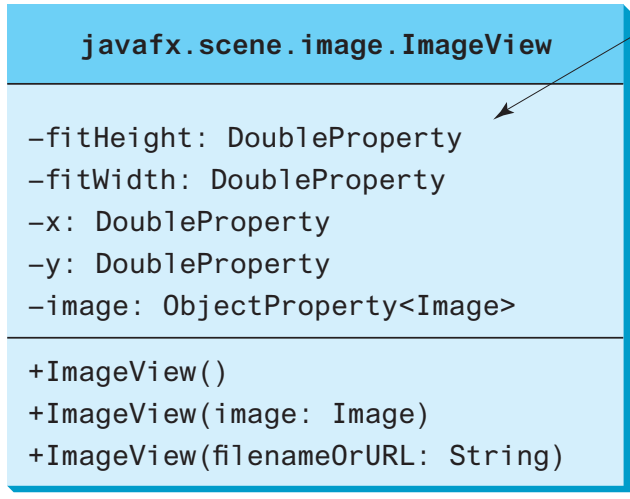 javafx.scene.image.ImageView
–fitHeight: DoubleProperty
–fitWidth: DoubleProperty
–x: DoubleProperty
–y: DoubleProperty
–image: ObjectProperty<Image>
+ImageView()
+ImageView(image: Image)
+ImageView(filenameOrURL: String)